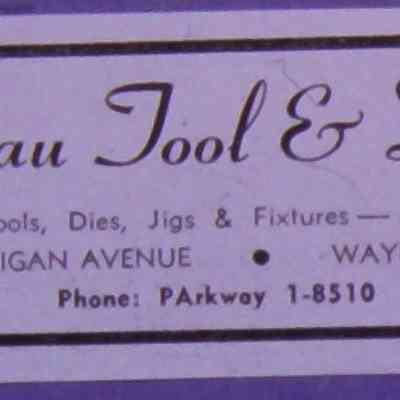 au Tool &
ools, Dies, Jigs & Fixtures —
IGAN AVENUE • WAY
Phone: PArkway 1-8510